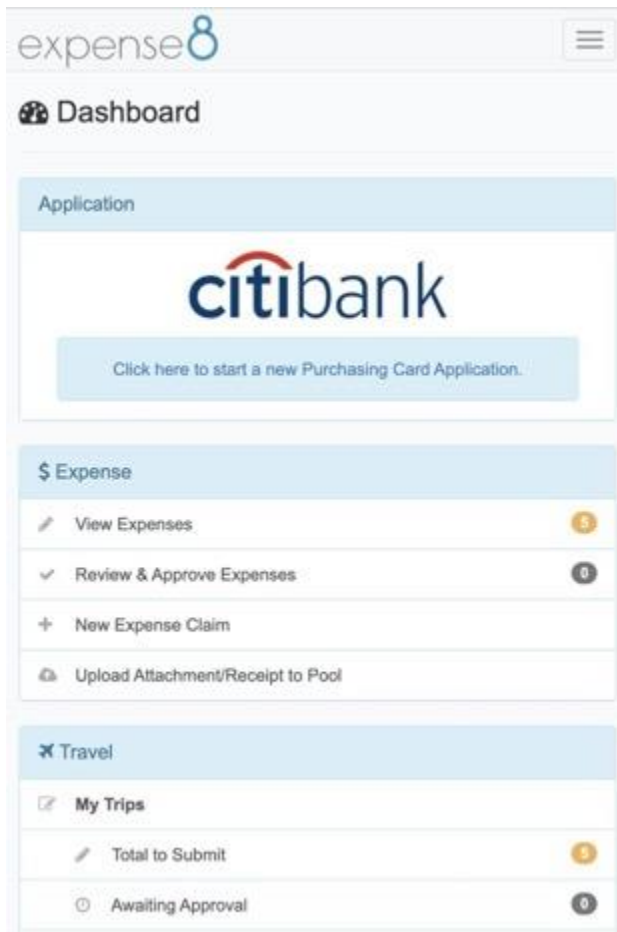 expense8
Dashboard
Application
citibank
Click here to start a new Purchasing Card Application.
$ Expense
View Expenses 5
Review & Approve Expenses 0
New Expense Claim
Upload Attachment/Receipt to Pool
Travel
My Trips
Total to Submit 5
Awaiting Approval 0